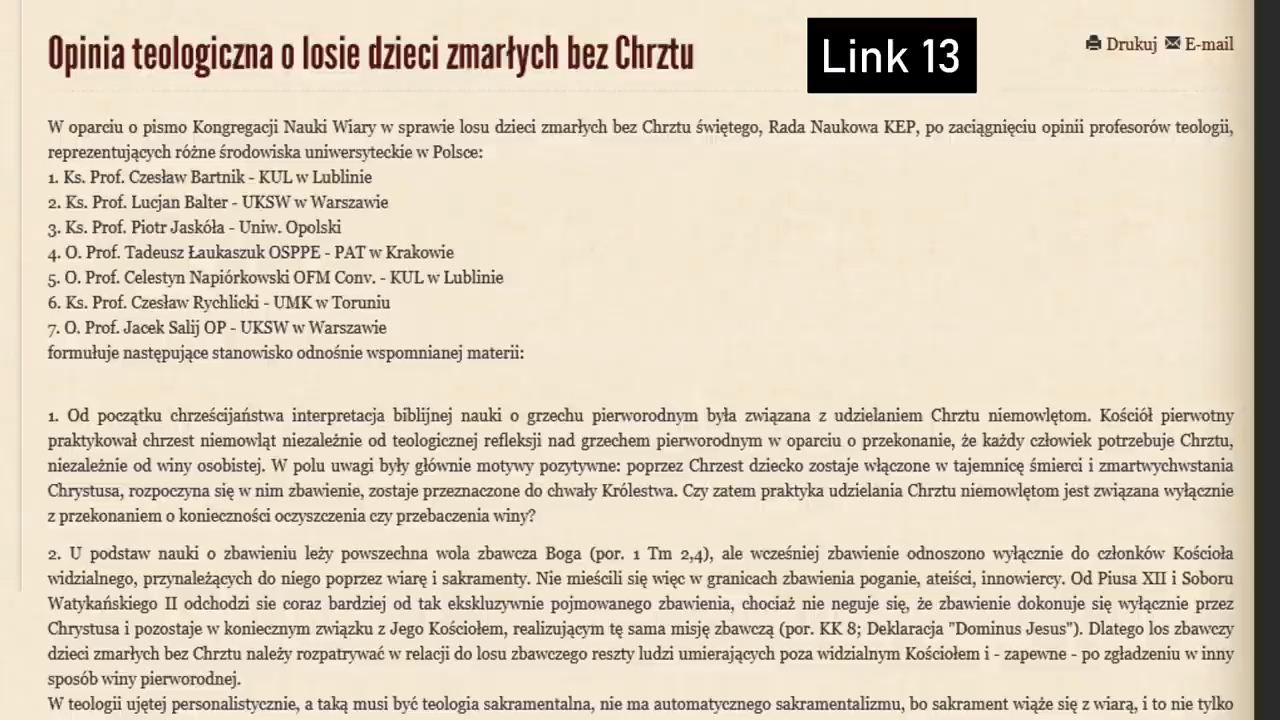 Opinia teologiczna o losie dzieci zmarłych bez Chrztu
Link 13
Drukuj E-mail
W oparciu o pismo Kongregacji Nauki Wiary w sprawie losu dzieci zmarłych bez Chrztu świętego, Rada Naukowa KEP, po zaciągnięciu opinii profesorów teologii,
reprezentujących różne środowiska uniwersyteckie w Polsce:
1. Ks. Prof. Czesław Bartnik - KUL w Lublinie
2. Ks. Prof. Lucjan Balter - UKSW w Warszawie
3. Ks. Prof. Piotr Jaskóła - Uniw. Opolski
4. O. Prof. Tadeusz Łaukaszuk OSPPE - PAT w Krakowie
5. O. Prof. Celestyn Napiórkowski OFM Conv. - KUL w Lublinie
6. Ks. Prof. Czesław Rychlicki - UMK w Toruniu
7. O. Prof. Jacek Salij OP - UKSW w Warszawie
formułuje następujące stanowisko odnośnie wspomnianej materii:
1. Od początku chrześcijaństwa interpretacja biblijnej nauki o grzechu pierworodnym była związana z udzielaniem Chrztu niemowlętom. Kościół pierwotny
praktykował chrzest niemowląt niezależnie od teologicznej refleksji nad grzechem pierworodnym w oparciu o przekonanie, że każdy człowiek potrzebuje Chrztu,
niezależnie od winy osobistej. W polu uwagi były głównie motywy pozytywne: poprzez Chrzest dziecko zostaje włączone w tajemnicę śmierci i zmartwychwstania
Chrystusa, rozpoczyna się w nim zbawienie, zostaje przeznaczone do chwały Królestwa. Czy zatem praktyka udzielania Chrztu niemowlętom jest związana wyłącznie
z przekonaniem o konieczności oczyszczenia czy przebaczenia winy?
2. U podstaw nauki o zbawieniu leży powszechna wola zbawcza Boga (por. 1 Tm 2,4), ale wcześniej zbawienie odnoszono wyłącznie do członków Kościoła
widzialnego, przynależących do niego poprzez wiarę i sakramenty. Nie mieścili się więc w granicach zbawienia poganie, ateiści, innowiercy. Od Piusa XII i Soboru
Watykańskiego II odchodzi sie coraz bardziej od tak ekskluzywnie pojmowanego zbawienia, chociaż nie neguje się, że zbawienie dokonuje się wyłącznie przez
Chrystusa i pozostaje w koniecznym związku z Jego Kościołem, realizującym tę sama misję zbawczą (por. KK 8; Deklaracja "Dominus Jesus"). Dlatego los zbawczy
dzieci zmarłych bez Chrztu należy rozpatrywać w relacji do losu zbawczego reszty ludzi umierających poza widzialnym Kościołem i - zapewne - po zgładzeniu w inny
sposób winy pierworodnej.
W teologii ujętej personalistycznie, a taką musi być teologia sakramentalna, nie ma automatycznego sakramentalizmu, bo sakrament wiąże się z wiarą, i to nie tylko